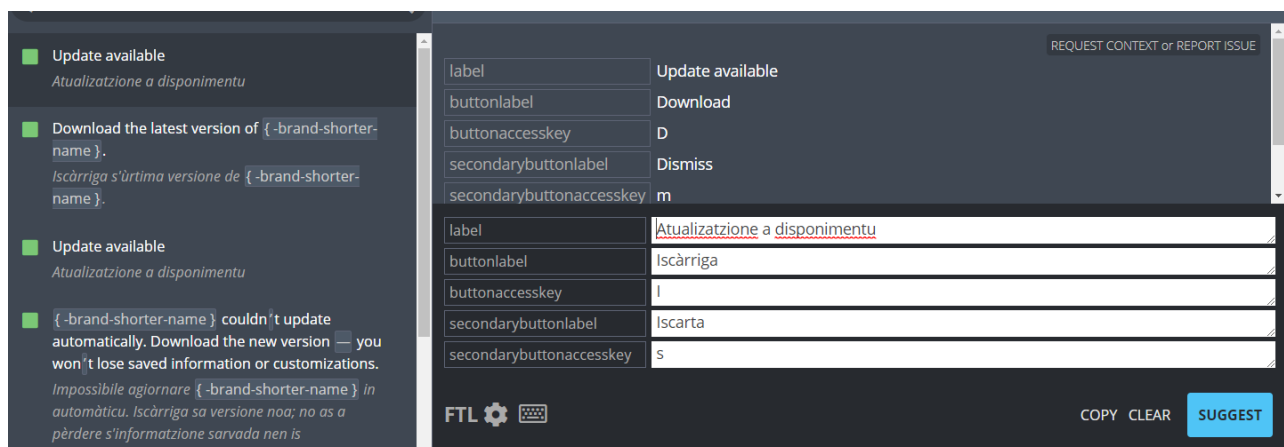 Update available
Atualizatzione a disponimentu
Download the latest version of { -brand-shorter-
name }.
Iscàrriga s'ùrtima versione de { -brand-shorter-
name }.
Update available
Atualizatzione a disponimentu
{ -brand-shorter-name } couldn't update
automatically. Download the new version — you
won't lose saved information or customizations.
Impossìbile agiornare { -brand-shorter-name } in
automàticu. Iscàrriga sa versione noa; no as a
pèrdere s'informatzione sarvada nen is
REQUEST CONTEXT or REPORT ISSUE
label Update available
buttonlabel Download
buttonaccesskey D
secondarybuttonlabel Dismiss
secondarybuttonaccesskey m
label Atualizatzione a disponimentu
buttonlabel Iscàrriga
buttonaccesskey I
secondarybuttonlabel Iscarta
secondarybuttonaccesskey s
FTL COPY CLEAR SUGGEST